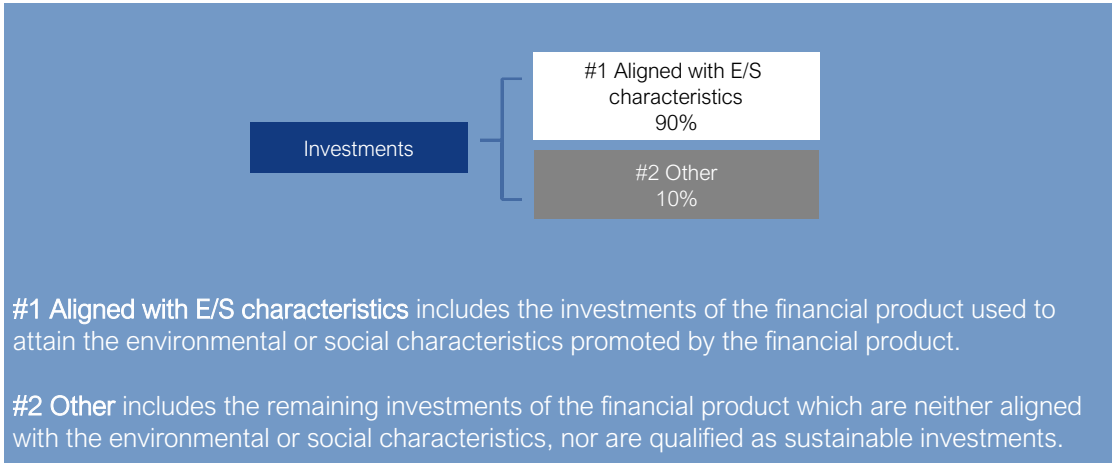 #1 Aligned with E/S
characteristics
90%
Investments
#2 Other
10%
#1 Aligned with E/S characteristics includes the investments of the financial product used to
attain the environmental or social characteristics promoted by the financial product.
#2 Other includes the remaining investments of the financial product which are neither aligned
with the environmental or social characteristics, nor are qualified as sustainable investments.